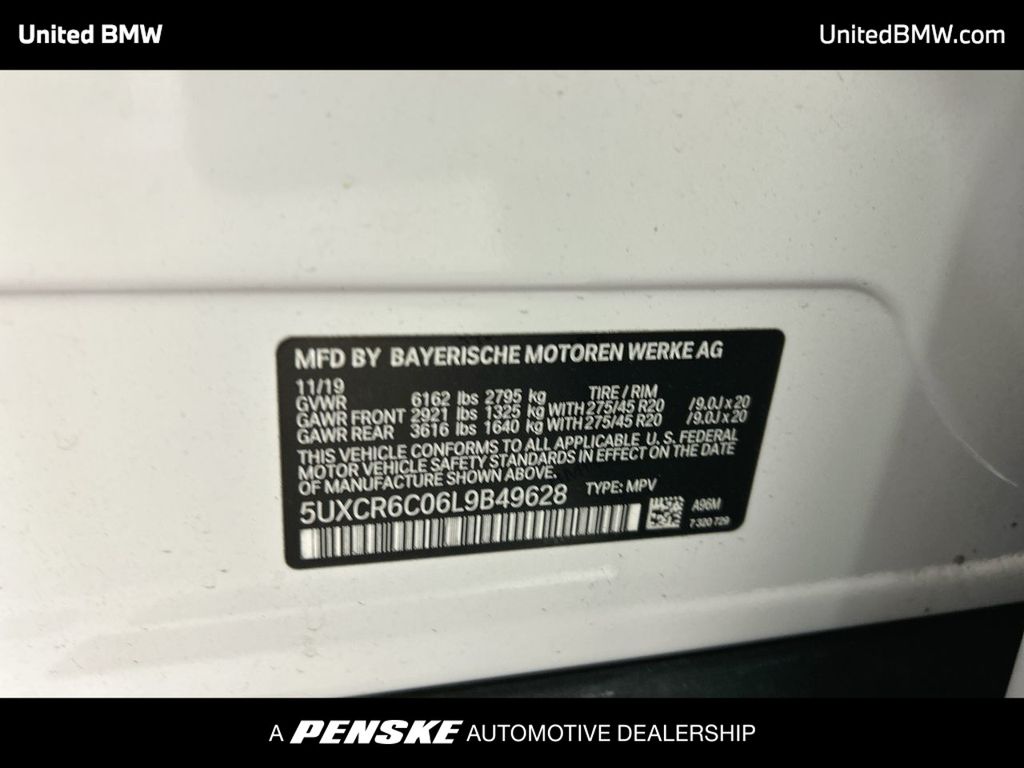 United BMW
UnitedBMW.com
MFD BY BAYERISCHE MOTOREN WERKE AG
11/19
GVWR 6162 lbs 2795 kg TIRE / RIM
GAWR FRONT 2921 lbs 1325 kg WITH 275/45 R20 /9.0J x 20
GAWR REAR 3616 lbs 1640 kg WITH 275/45 R20 /9.0J x 20
THIS VEHICLE CONFORMS TO ALL APPLICABLE U. S. FEDERAL
MOTOR VEHICLE SAFETY STANDARDS IN EFFECT ON THE DATE
OF MANUFACTURE SHOWN ABOVE.
5UXCR6C06L9B49628 TYPE: MPV
A96M
7 320 729
A PENSKE AUTOMOTIVE DEALERSHIP